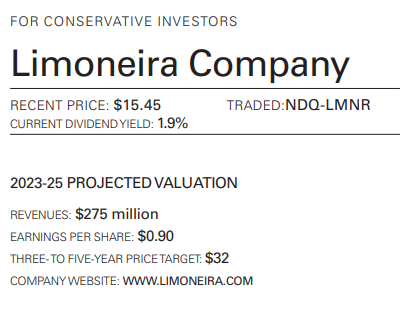 FOR CONSERVATIVE INVESTORS
Limoneira Company
RECENT PRICE: $15.45 TRADED:NDQ-LMNR
CURRENT DIVIDEND YIELD: 1.9%
2023-25 PROJECTED VALUATION
REVENUES: $275 million
EARNINGS PER SHARE: $0.90
THREE- TO FIVE-YEAR PRICE TARGET: $32
COMPANY WEBSITE: WWW.LIMONEIRA.COM